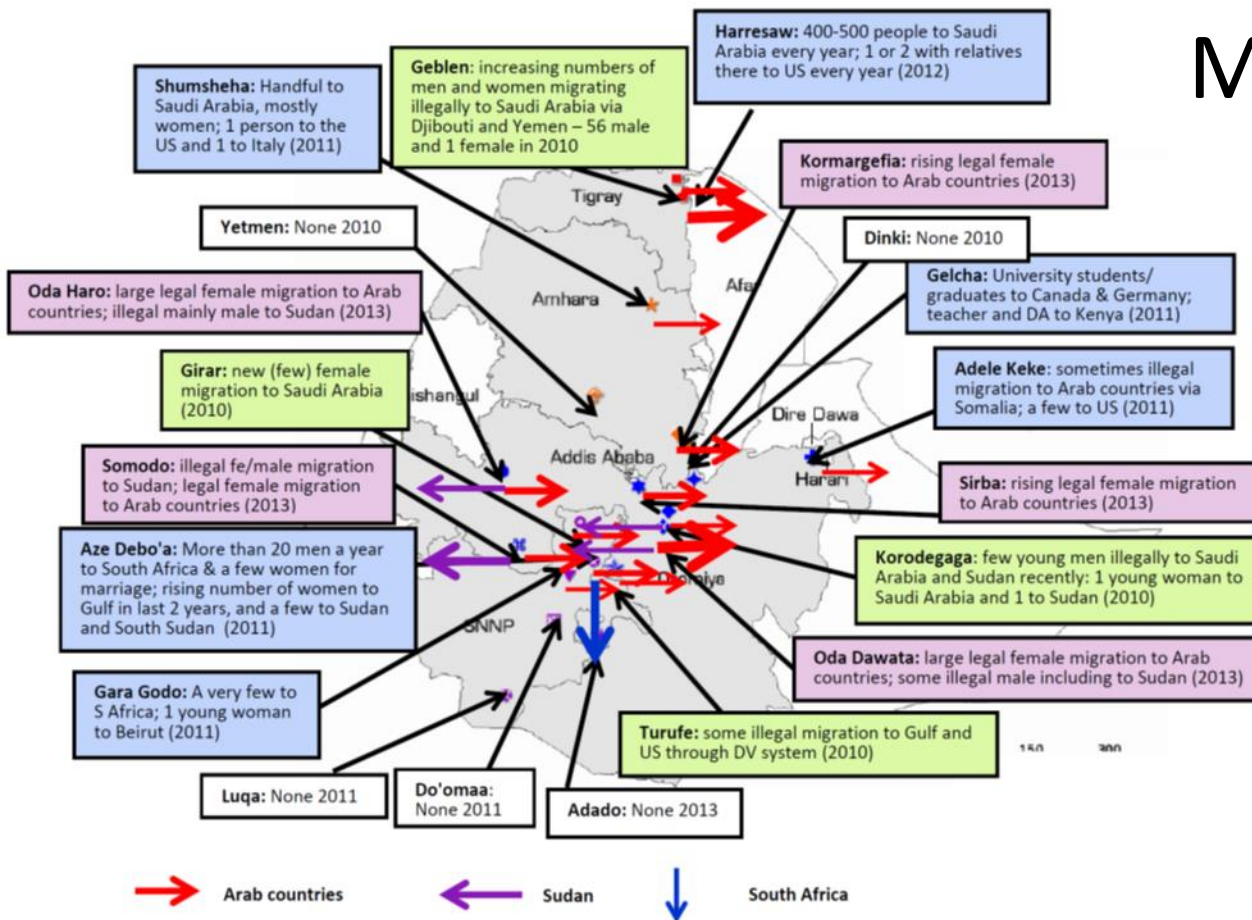 M
Harresaw: 400-500 people to Saudi
Arabia every year; 1 or 2 with relatives
there to US every year (2012)
Geblen: increasing numbers of
men and women migrating
illegally to Saudi Arabia via
Djibouti and Yemen – 56 male
and 1 female in 2010
Shumsheha: Handful to
Saudi Arabia, mostly
women; 1 person to the
US and 1 to Italy (2011)
Kormargefia: rising legal female
migration to Arab countries (2013)
Tigray
Yetmen: None 2010
Dinki: None 2010
Oda Haro: large legal female migration to Arab
countries; illegal mainly male to Sudan (2013)
Amhara
Afar
Gelcha: University students/
graduates to Canada & Germany;
teacher and DA to Kenya (2011)
Girar: new (few) female
migration to Saudi Arabia
(2010)
ishangul
Adele Keke: sometimes illegal
migration to Arab countries via
Somalia; a few to US (2011)
Dire Dawa
Addis Ababa
Harari
Somodo: illegal fe/male migration
to Sudan; legal female migration
to Arab countries (2013)
Sirba: rising legal female migration
to Arab countries (2013)
Aze Debo'a: More than 20 men a year
to South Africa & a few women for
marriage; rising number of women to
Gulf in last 2 years, and a few to Sudan
and South Sudan (2011)
Korodegaga: few young men illegally to Saudi
Arabia and Sudan recently: 1 young woman to
Saudi Arabia and 1 to Sudan (2010)
SNNP
Oda Dawata: large legal female migration to Arab
countries; some illegal male including to Sudan (2013)
Gara Godo: A very few to
S Africa; 1 young woman
to Beirut (2011)
Turufe: some illegal migration to Gulf and
US through DV system (2010)
150 300
Luqa: None 2011
Do'omaa:
None 2011
Adado: None 2013
Arab countries
Sudan
South Africa